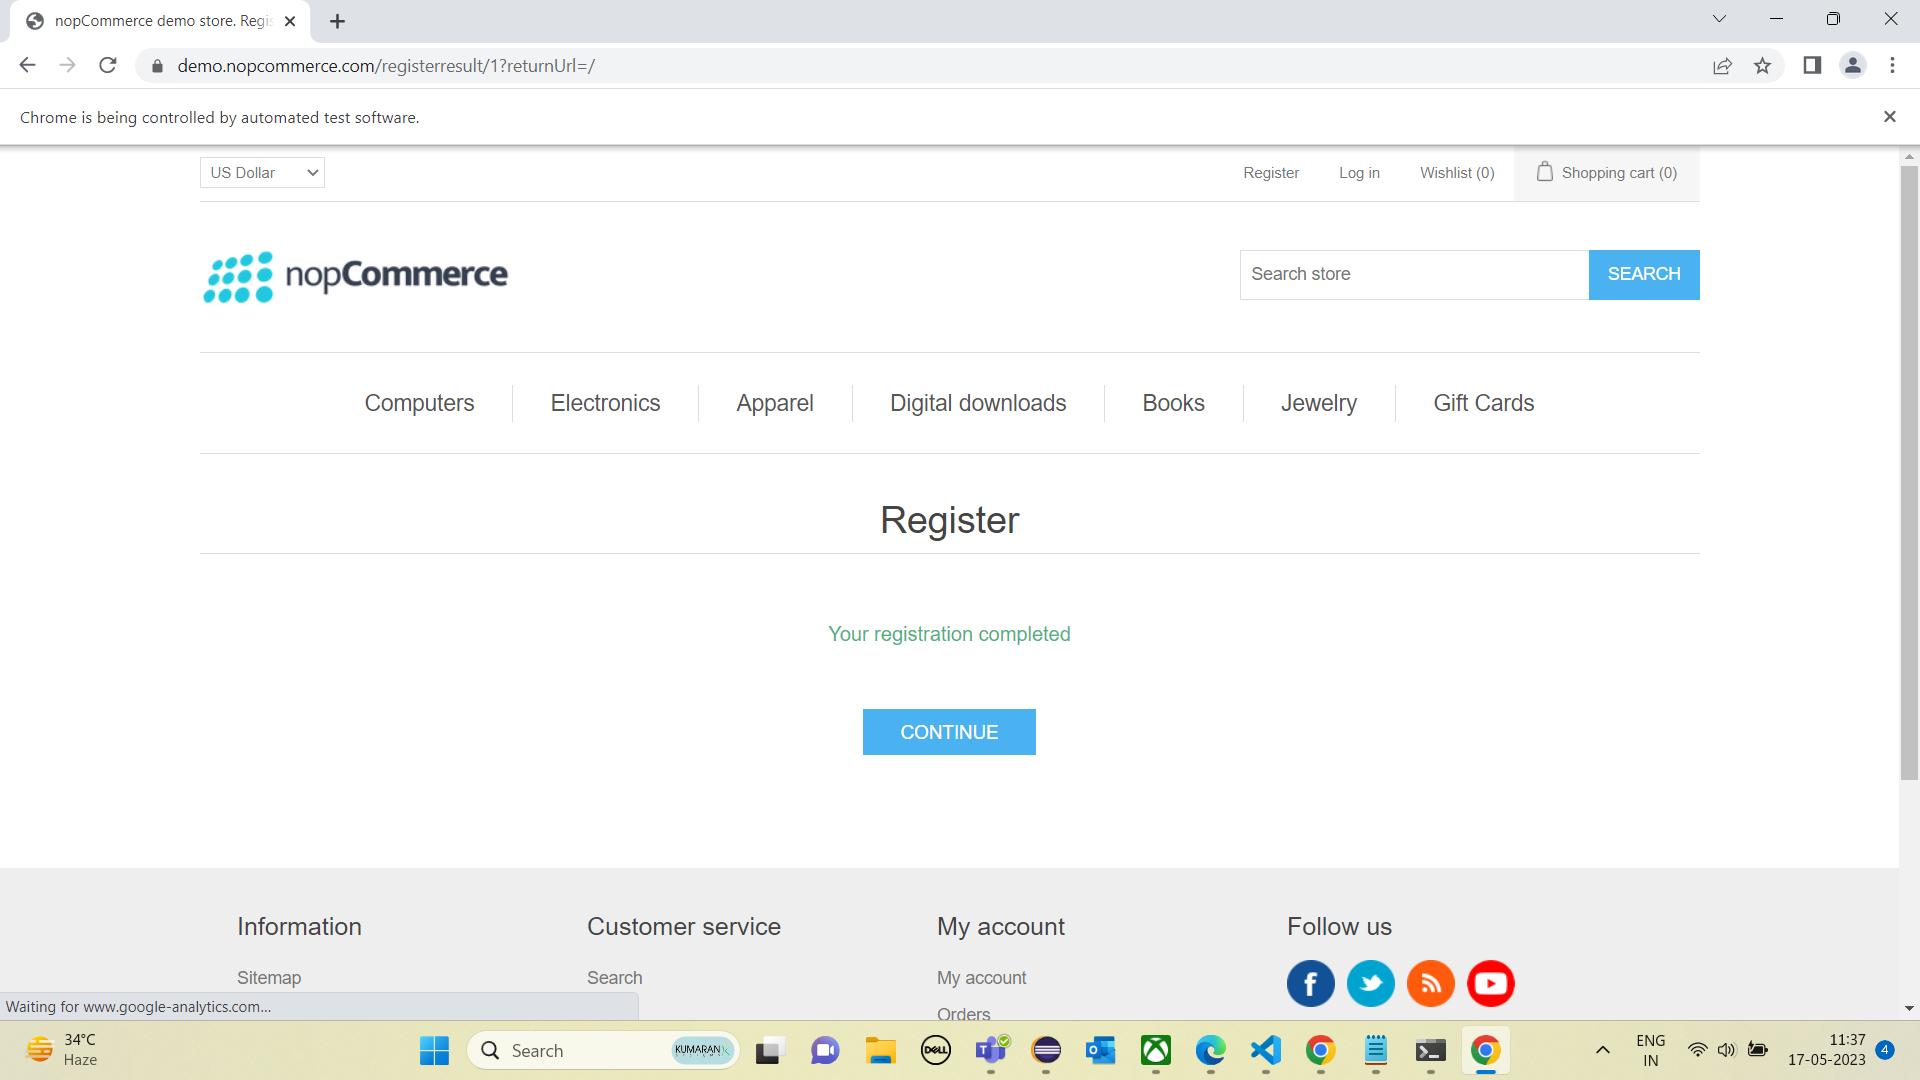 nopCommerce demo store. Regis
demo.nopcommerce.com/registerresult/1?returnUrl=/
Chrome is being controlled by automated test software.
US Dollar
Register Log in Wishlist (0) Shopping cart (0)
nopCommerce
Search store SEARCH
Computers Electronics Apparel Digital downloads Books Jewelry Gift Cards
Register
Your registration completed
CONTINUE
Information Customer service My account Follow us
Sitemap Search My account
Orders
Waiting for www.google-analytics.com...
34°C
Haze
Search
KUMARAN
SYSTEMS
DELL
ENG
IN
11:37
17-05-2023
4